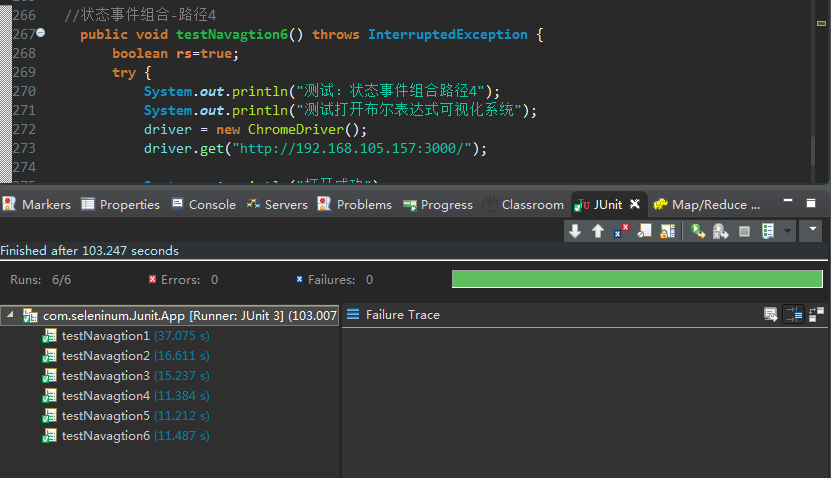 266 //状态事件组合-路径4
267 public void testNavagtion6() throws InterruptedException {
268 boolean rs=true;
269 try {
270 System.out.println("测试：状态事件组合路径4");
271 System.out.println("测试打开布尔表达式可视化系统");
272 driver = new ChromeDriver();
273 driver.get("http://192.168.105.157:3000/");
274
Markers Properties Console Servers Problems Progress Classroom JUnit Map/Reduce ...
Finished after 103.247 seconds
Runs: 6/6 Errors: 0 Failures: 0
com.seleninum.Junit.App [Runner: JUnit 3] (103.007
Failure Trace
testNavagtion1 (37.075 s)
testNavagtion2 (16.611 s)
testNavagtion3 (15.237 s)
testNavagtion4 (11.384 s)
testNavagtion5 (11.212 s)
testNavagtion6 (11.487 s)